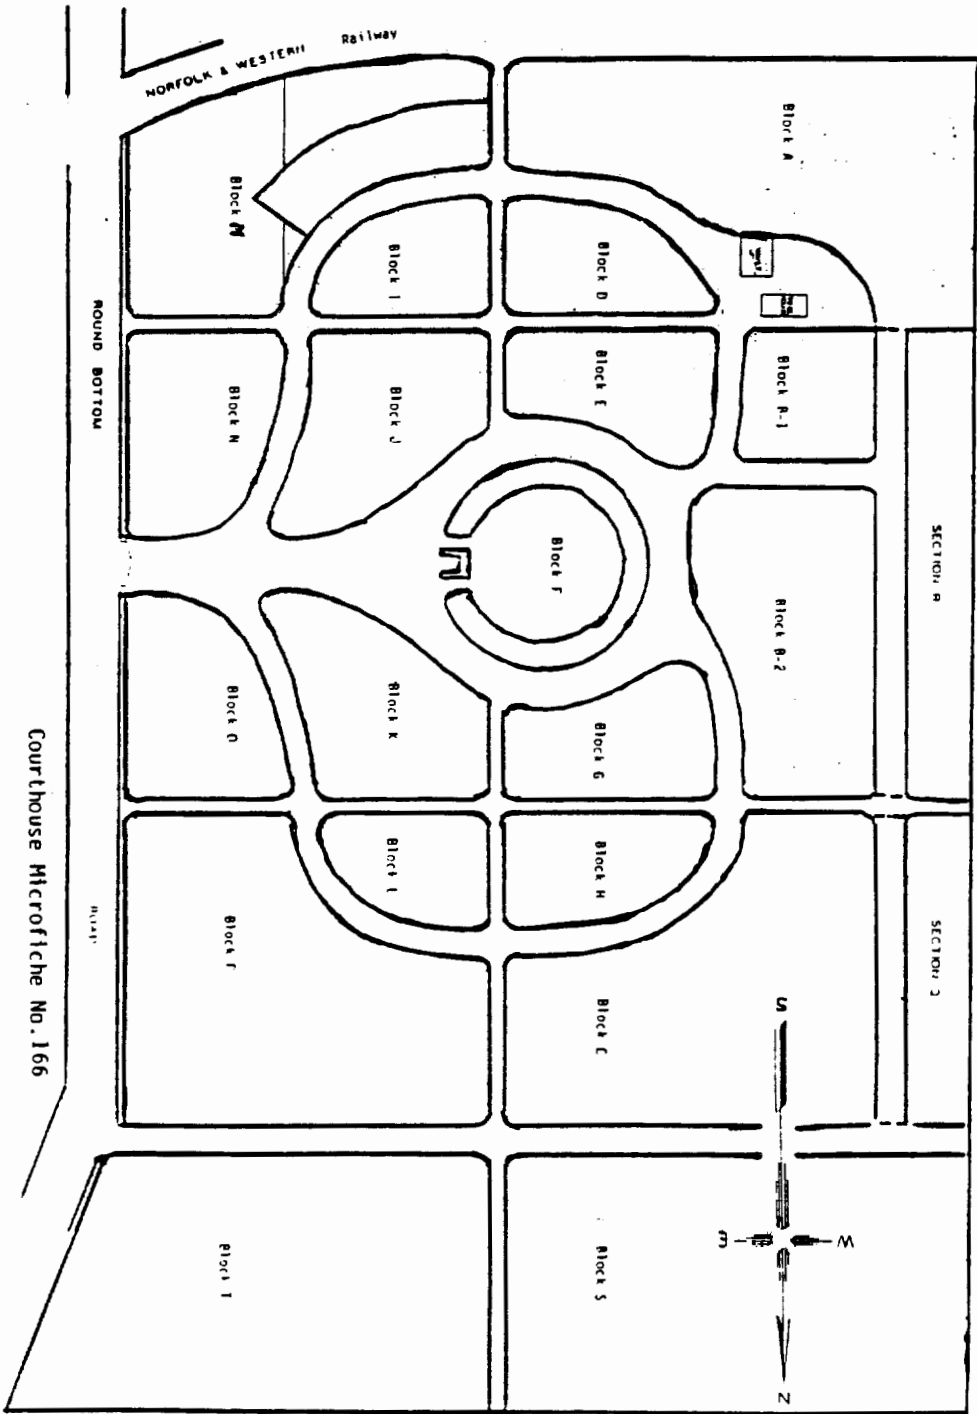 NORFOLK & WESTERN Railway
Block A
Block M
Block I
Block D
ROUND BOTTOM
Block N
Block J
Block E
Block B-1
SECTION R
Block F
Block B-2
Block O
Block K
Block G
Block L
Block H
SECTION Q
Block
Block C
S
W
E
N
Block T
Block S
Courthouse Microfiche No.166